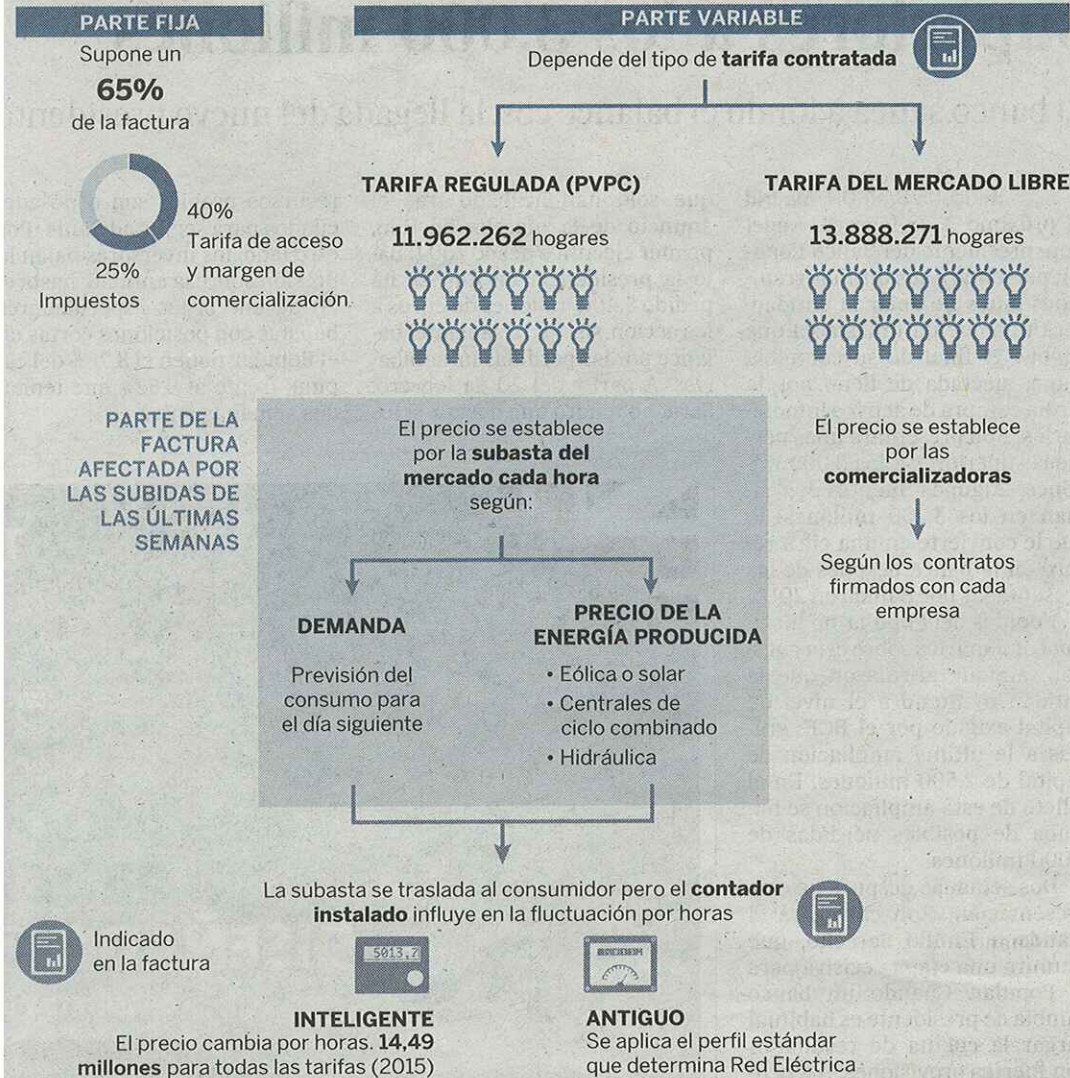 PARTE FIJA
Supone un
65%
de la factura
40%
Tarifa de acceso
y margen de
comercialización
25%
Impuestos
PARTE VARIABLE
Depende del tipo de tarifa contratada
TARIFA REGULADA (PVPC)
11.962.262 hogares
TARIFA DEL MERCADO LIBRE
13.888.271 hogares
PARTE DE LA
FACTURA
AFECTADA POR
LAS SUBIDAS DE
LAS ÚLTIMAS
SEMANAS
El precio se establece
por la subasta del
mercado cada hora
según:
DEMANDA
Previsión del
consumo para
el día siguiente
PRECIO DE LA
ENERGÍA PRODUCIDA
• Eólica o solar
• Centrales de
ciclo combinado
• Hidráulica
El precio se establece
por las
comercializadoras
Según los contratos
firmados con cada
empresa
La subasta se traslada al consumidor pero el contador
instalado influye en la fluctuación por horas
Indicado
en la factura
5013,7
INTELIGENTE
El precio cambia por horas. 14,49
millones para todas las tarifas (2015)
ANTIGUO
Se aplica el perfil estándar
que determina Red Eléctrica